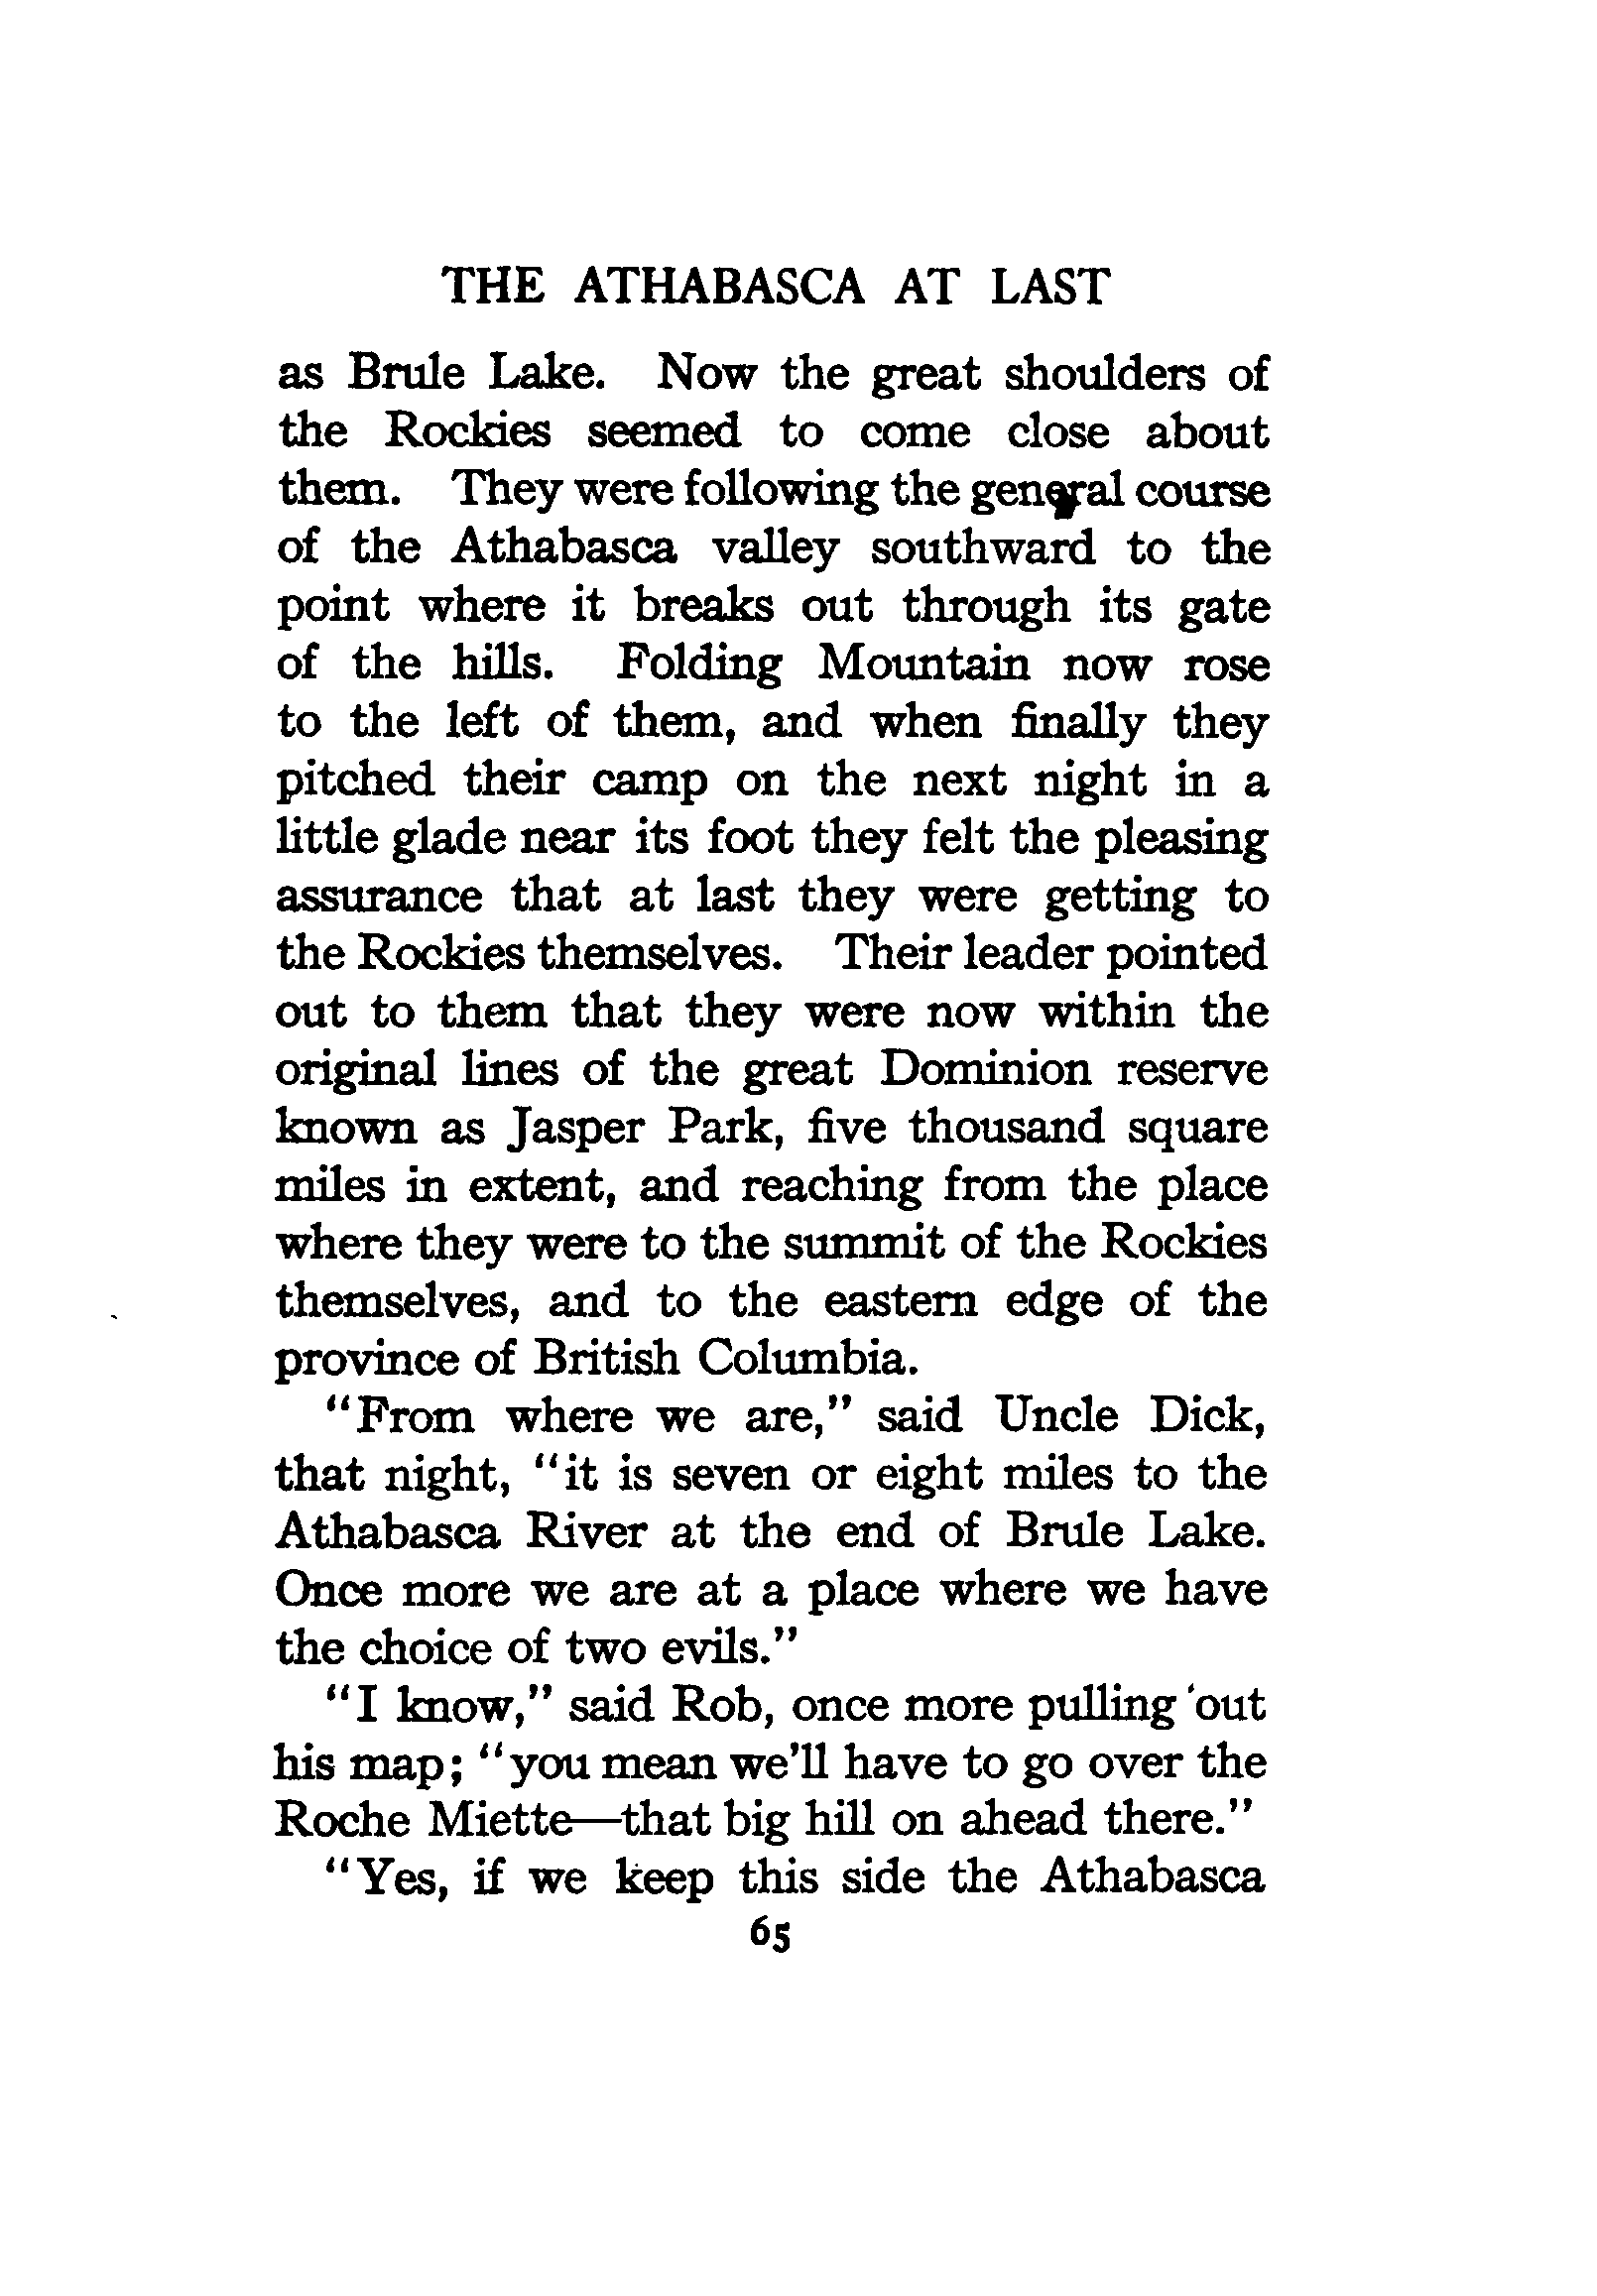 THE ATHABASCA AT LAST
as Brule Lake. Now the great shoulders of
the Rockies seemed to come close about
them. They were following the general course
of the Athabasca valley southward to the
point where it breaks out through its gate
of the hills. Folding Mountain now rose
to the left of them, and when finally they
pitched their camp on the next night in a
little glade near its foot they felt the pleasing
assurance that at last they were getting to
the Rockies themselves. Their leader pointed
out to them that they were now within the
original lines of the great Dominion reserve
known as Jasper Park, five thousand square
miles in extent, and reaching from the place
where they were to the summit of the Rockies
themselves, and to the eastern edge of the
province of British Columbia.
"From where we are," said Uncle Dick,
that night, "it is seven or eight miles to the
Athabasca River at the end of Brule Lake.
Once more we are at a place where we have
the choice of two evils."
"I know," said Rob, once more pulling out
his map; "you mean we'll have to go over the
Roche Miette—that big hill on ahead there."
"Yes, if we keep this side the Athabasca
65